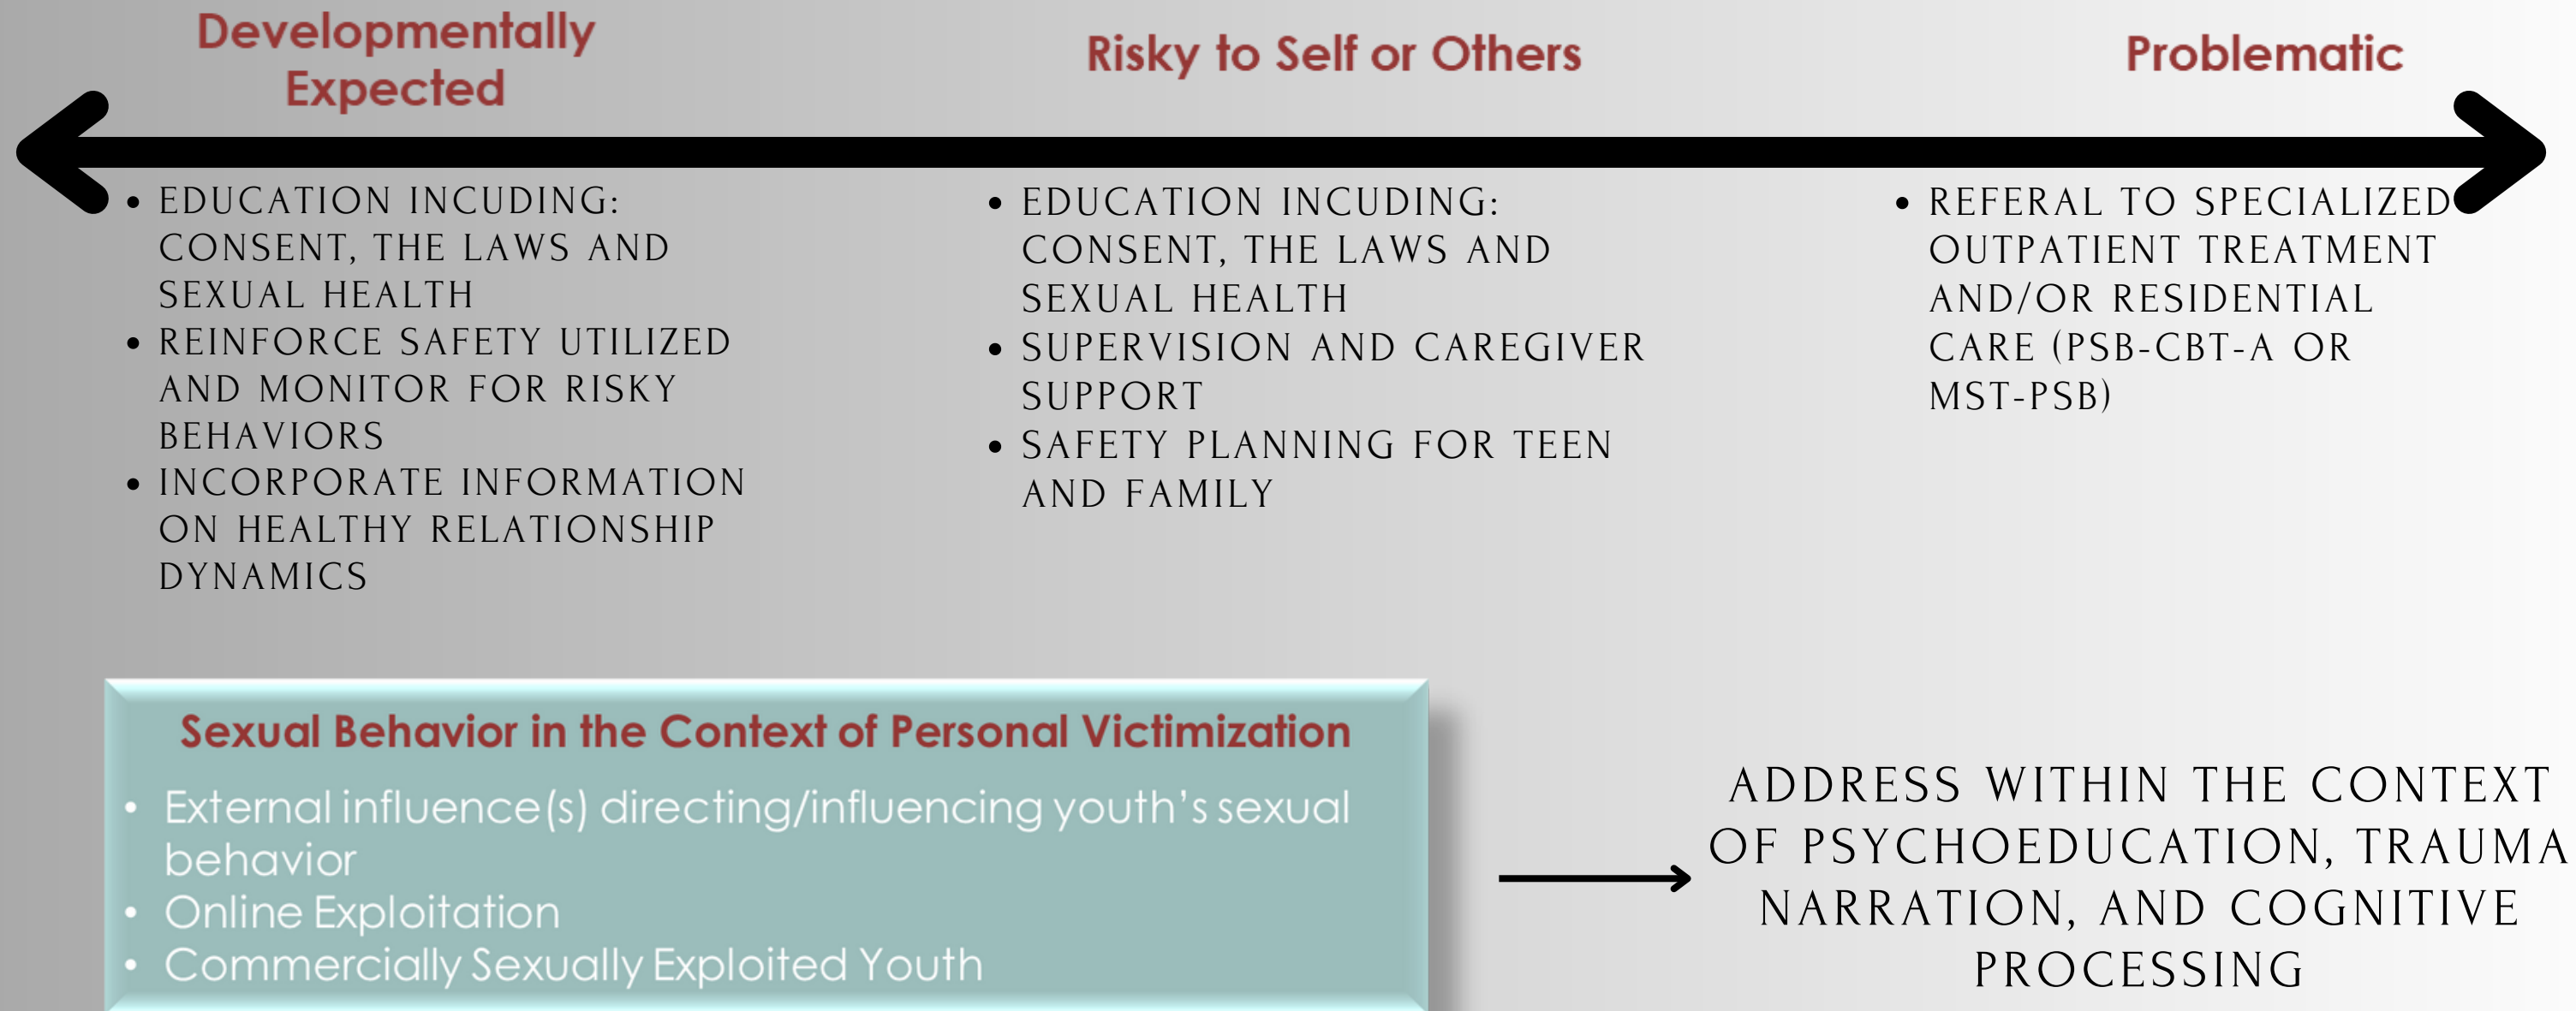 Developmentally
Expected
Risky to Self or Others
Problematic
• EDUCATION INCUDING:
CONSENT, THE LAWS AND
SEXUAL HEALTH
• REINFORCE SAFETY UTILIZED
AND MONITOR FOR RISKY
BEHAVIORS
• INCORPORATE INFORMATION
ON HEALTHY RELATIONSHIP
DYNAMICS
• EDUCATION INCUDING:
CONSENT, THE LAWS AND
SEXUAL HEALTH
• SUPERVISION AND CAREGIVER
SUPPORT
• SAFETY PLANNING FOR TEEN
AND FAMILY
• REFERAL TO SPECIALIZED
OUTPATIENT TREATMENT
AND/OR RESIDENTIAL
CARE (PSB-CBT-A OR
MST-PSB)
Sexual Behavior in the Context of Personal Victimization
• External influence(s) directing/influencing youth's sexual
behavior
• Online Exploitation
• Commercially Sexually Exploited Youth
ADDRESS WITHIN THE CONTEXT
OF PSYCHOEDUCATION, TRAUMA
NARRATION, AND COGNITIVE
PROCESSING